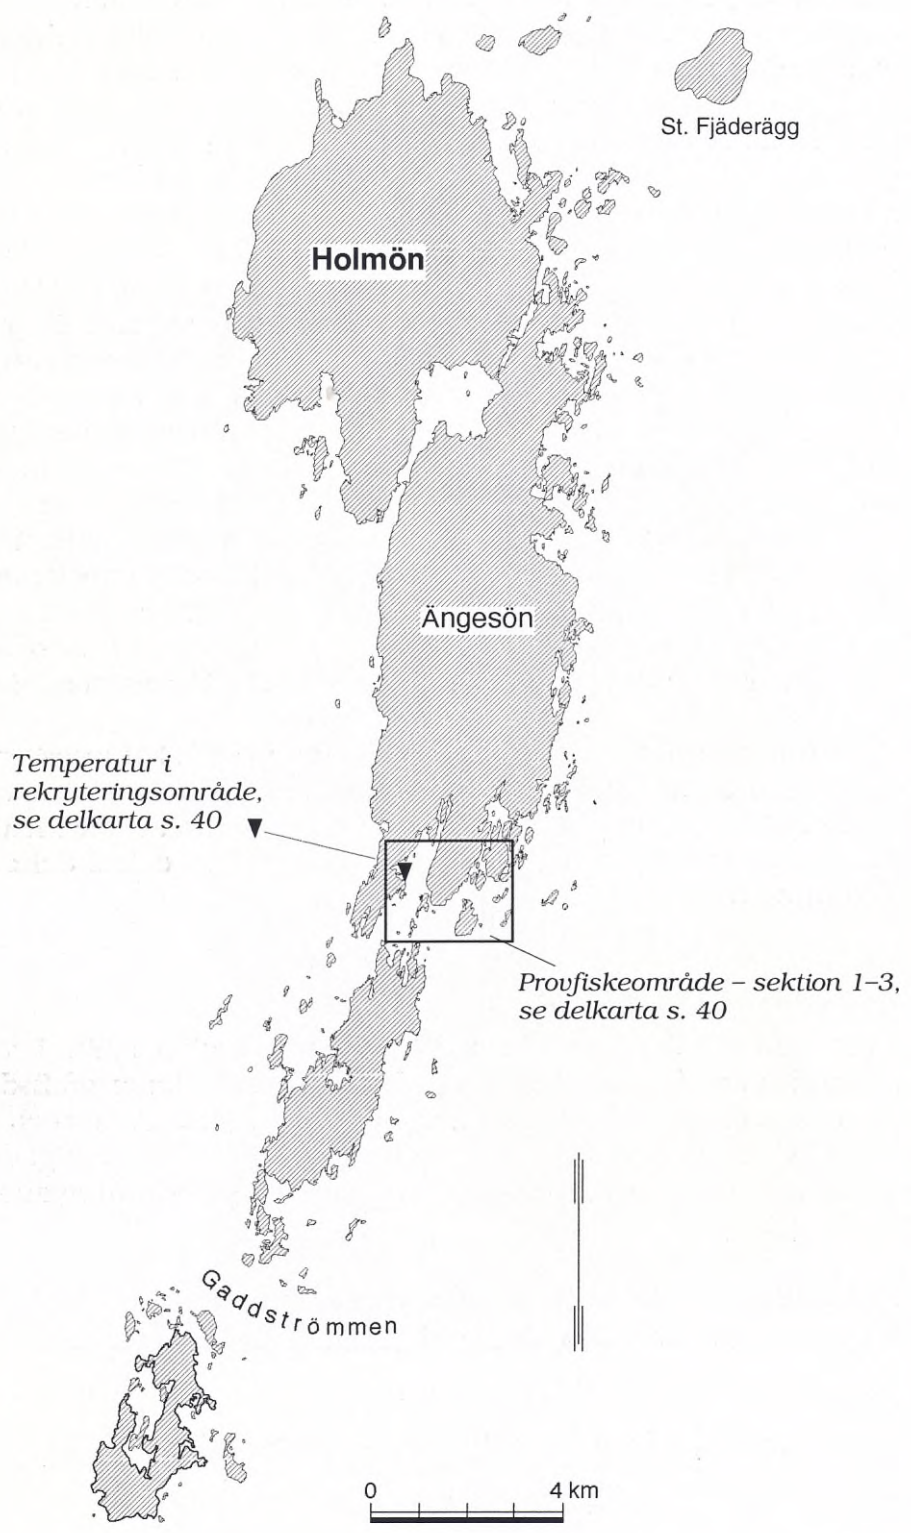 St. Fjäderägg
Holmön
Ängesön
Temperatur i
rekryteringsområde,
se delkarta s. 40
Provfiskeområde – sektion 1–3,
se delkarta s. 40
Gaddströmmen
0 4 km